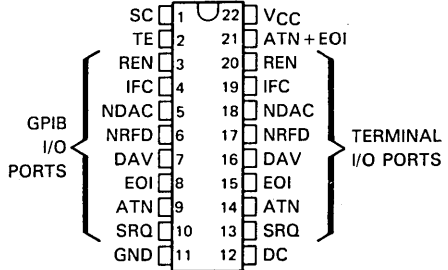 SC 1 22 VCC
TE 2 21 ATN + EOI
REN 3 20 REN
IFC 4 19 IFC
NDAC 5 18 NDAC
GPIB I/O PORTS
NRFD 6 17 NRFD
TERMINAL I/O PORTS
DAV 7 16 DAV
EOI 8 15 EOI
ATN 9 14 ATN
SRQ 10 13 SRQ
GND 11 12 DC